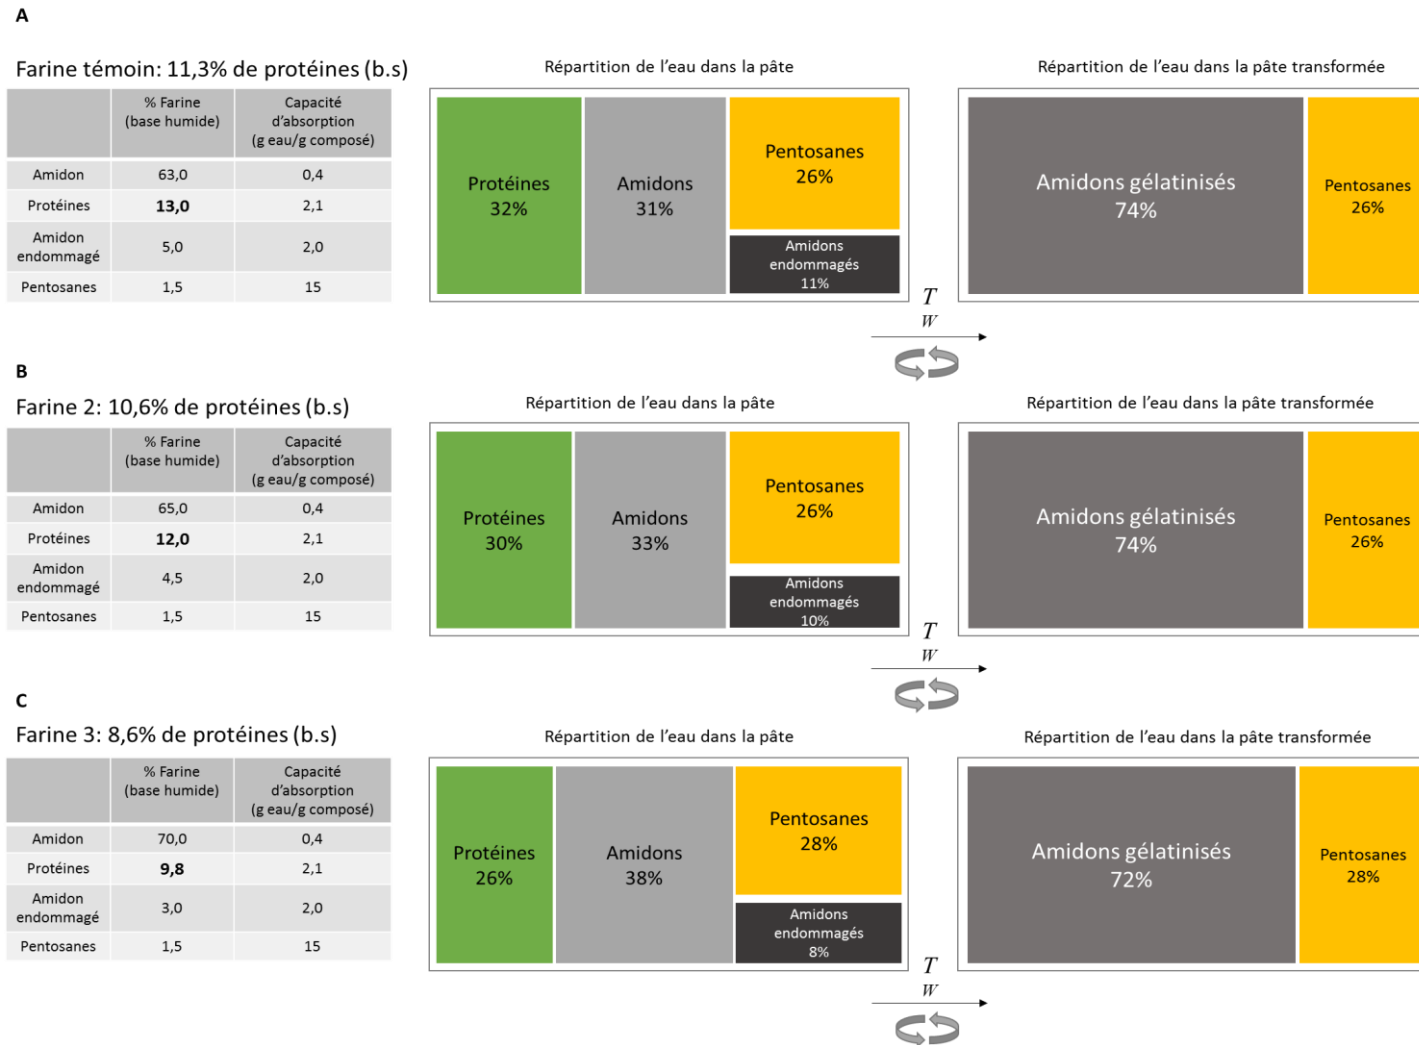 A
Farine témoin: 11,3% de protéines (b.s)
% Farine
(base humide)
Capacité
d'absorption
(g eau/g composé)
Amidon 63,0 0,4
Protéines 13,0 2,1
Amidon
endommagé 5,0 2,0
Pentosanes 1,5 15
Répartition de l'eau dans la pâte
Protéines
32%
Amidons
31%
Pentosanes
26%
Amidons
endommagés
11%
T
W
Répartition de l'eau dans la pâte transformée
Amidons gélatinisés
74%
Pentosanes
26%
B
Farine 2: 10,6% de protéines (b.s)
% Farine
(base humide)
Capacité
d'absorption
(g eau/g composé)
Amidon 65,0 0,4
Protéines 12,0 2,1
Amidon
endommagé 4,5 2,0
Pentosanes 1,5 15
Répartition de l'eau dans la pâte
Protéines
30%
Amidons
33%
Pentosanes
26%
Amidons
endommagés
10%
T
W
Répartition de l'eau dans la pâte transformée
Amidons gélatinisés
74%
Pentosanes
26%
C
Farine 3: 8,6% de protéines (b.s)
% Farine
(base humide)
Capacité
d'absorption
(g eau/g composé)
Amidon 70,0 0,4
Protéines 9,8 2,1
Amidon
endommagé 3,0 2,0
Pentosanes 1,5 15
Répartition de l'eau dans la pâte
Protéines
26%
Amidons
38%
Pentosanes
28%
Amidons
endommagés
8%
T
W
Répartition de l'eau dans la pâte transformée
Amidons gélatinisés
72%
Pentosanes
28%